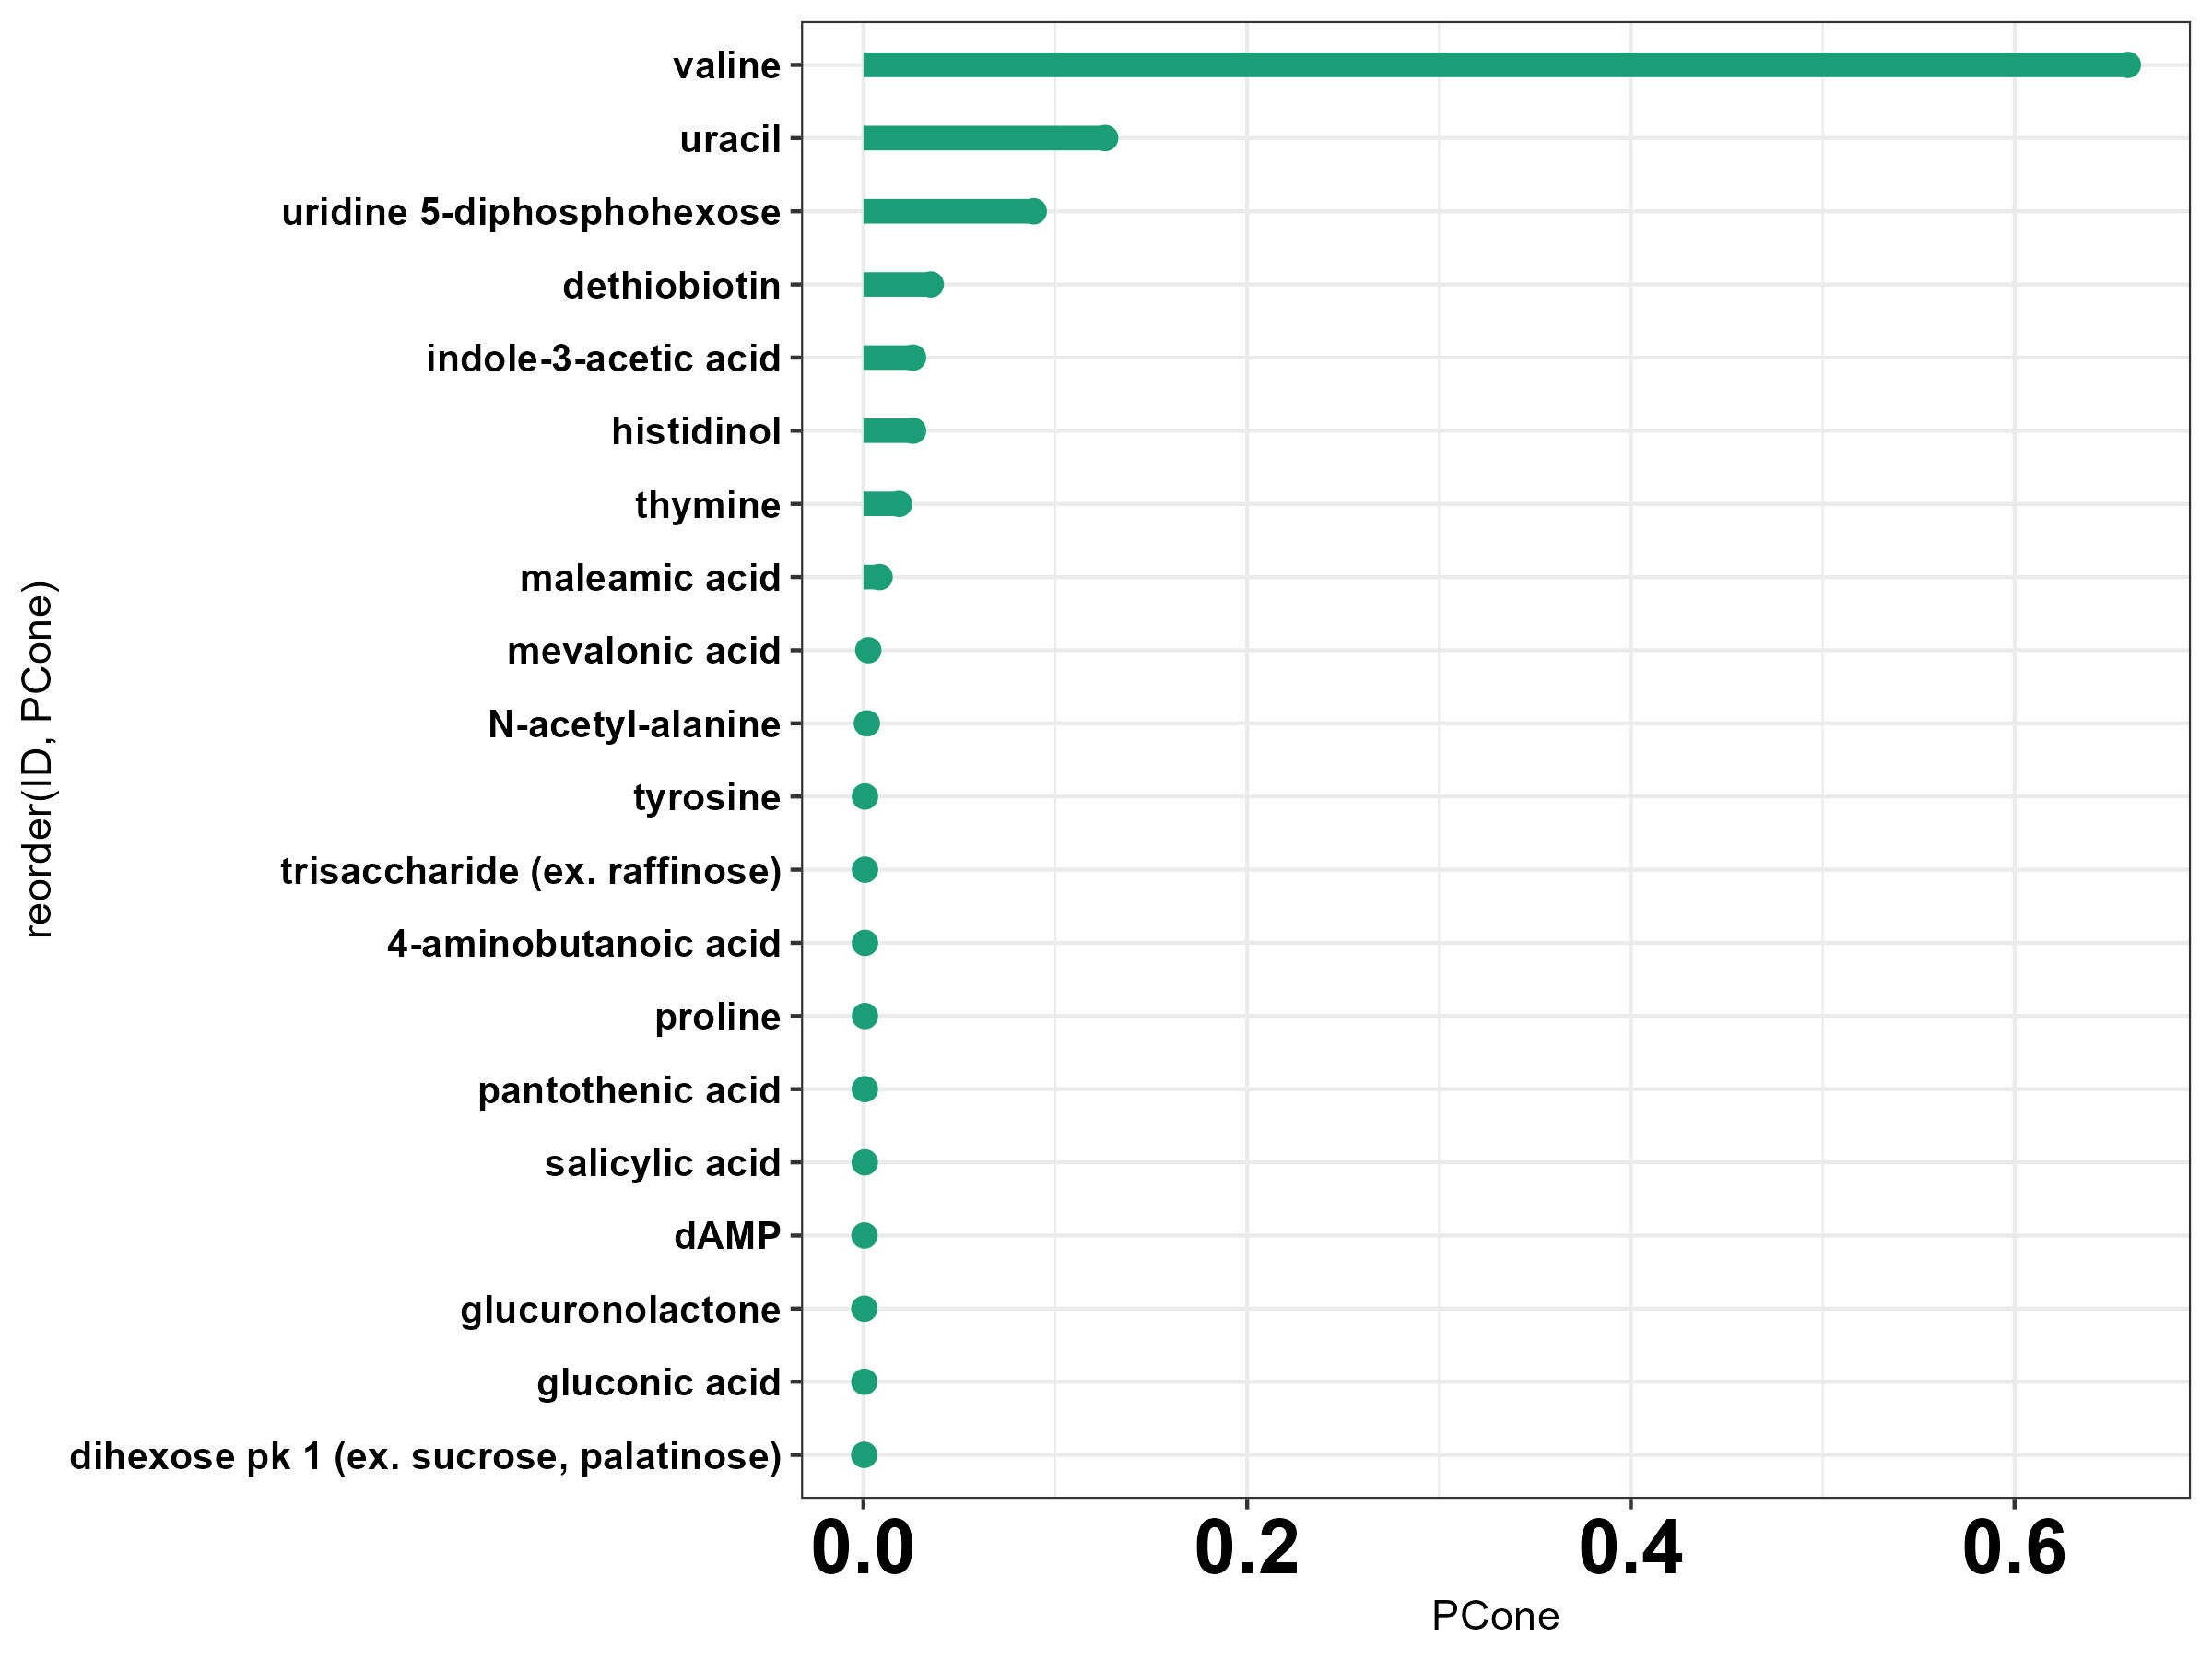 valine
uracil
uridine 5-diphosphohexose
dethiobiotin
indole-3-acetic acid
histidinol
thymine
maleamic acid
mevalonic acid
N-acetyl-alanine
tyrosine
trisaccharide (ex. raffinose)
4-aminobutanoic acid
proline
pantothenic acid
salicylic acid
dAMP
glucuronolactone
gluconic acid
dihexose pk 1 (ex. sucrose, palatinose)
reorder(ID, PCone)
0.0 0.2 0.4 0.6
PCone